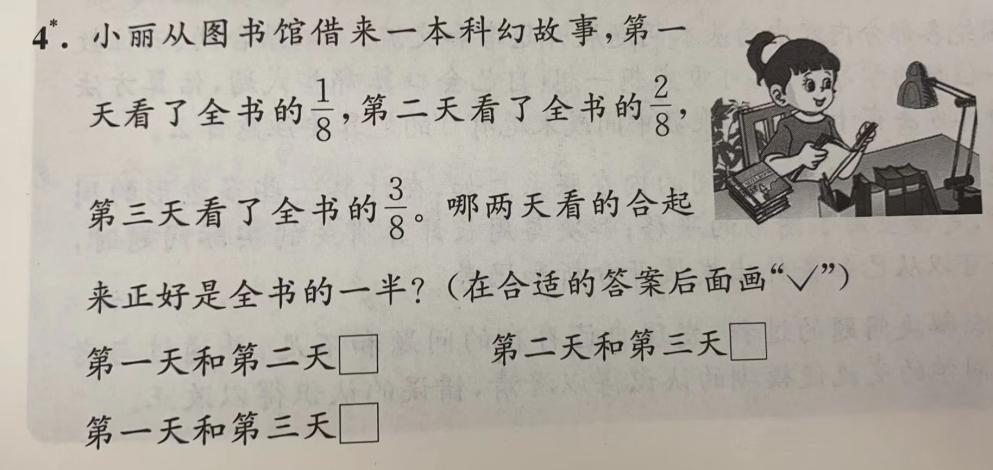 4*. 小丽从图书馆借来一本科幻故事,第一
天看了全书的1/8,第二天看了全书的2/8,
第三天看了全书的3/8。哪两天看的合起
来正好是全书的一半?(在合适的答案后面画“✓”)
第一天和第二天□ 第二天和第三天□
第一天和第三天□